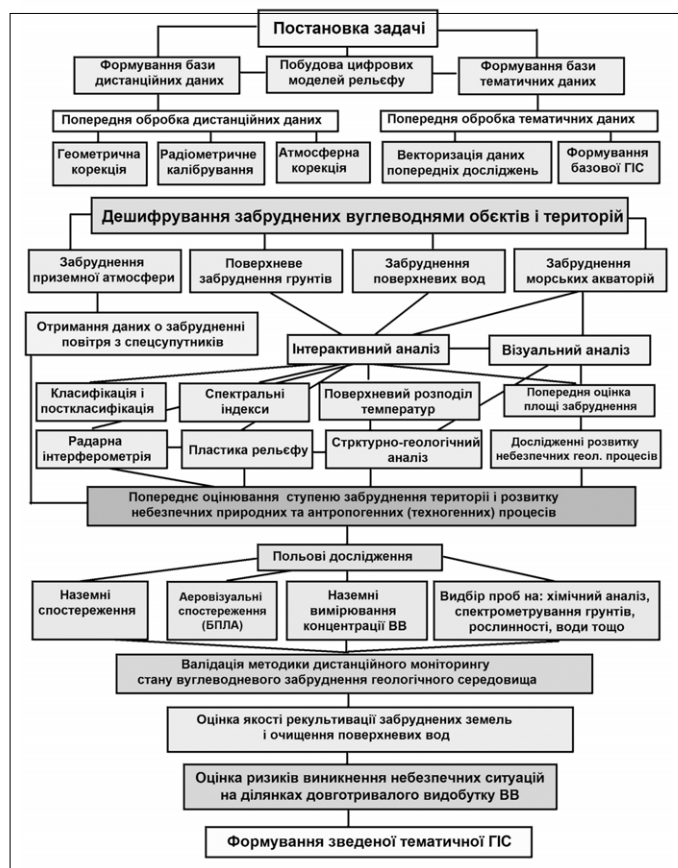 Постановка задачі
Формування бази
дистанційних даних
Побудова цифрових
моделей рельєфу
Формування бази
тематичних даних
Попередня обробка дистанційних даних
Попередня обробка тематичних даних
Геометрична
корекція
Радіометричне
калібрування
Атмосферна
корекція
Векторизація даних
попередніх досліджень
Формування
базової ГІС
Дешифрування забруднених вуглеводнями обєктів і територій
Забруднення
приземної атмосфери
Поверхневе
забруднення грунтів
Забруднення
поверхневих вод
Забруднення
морських акваторій
Отримання даних о забрудненні
повітря з спецсупутників
Інтерактивний аналіз
Візуальний аналіз
Класифікація і
посткласифікація
Спектральні
індекси
Поверхневий розподіл
температур
Попередня оцінка
площі забруднення
Радарна
інтерферометрія
Пластика рельєфу
Стрктурно-геологічний
аналіз
Дослідженні розвитку
небезпечних геол. процесів
Попереднє оцінювання ступеню забруднення територіі і розвитку
небезпечних природних та антропогенних (техногенних) процесів
Польові дослідження
Наземні
спостереження
Аеровізуальні
спостереження
(БПЛА)
Наземні
вимірювання
концентрації ВВ
Видбір проб на: хімічний аналіз,
спектрометрування грунтів,
рослинності, води тощо
Валідація методики дистанційного моніторингу
стану вуглеводневого забруднення геологічного середовища
Оцінка якості рекультивації забруднених земель
і очищення поверхневих вод
Оцінка ризиків виникнення небезпечних ситуацій
на ділянках довготривалого видобутку ВВ
Формування зведеної тематичної ГІС